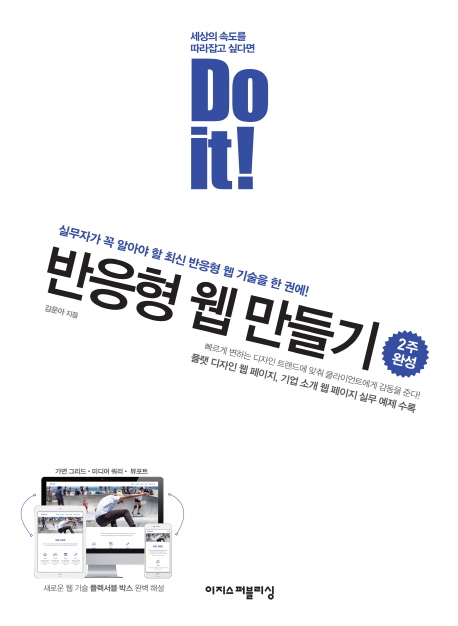 세상의 속도를
따라잡고 싶다면
Do
it!
실무자가 꼭 알아야 할 최신 반응형 웹 기술을 한 권에!
반응형 웹 만들기
김운아 지음
2주
완성
빠르게 변하는 디자인 트렌드에 맞춰 클라이언트에게 감동을 준다!
플랫 디자인 웹 페이지, 기업 소개 웹 페이지 실무 예제 수록
가변 그리드 • 미디어 쿼리 • 뷰포트
새로운 웹 기술 플렉서블 박스 완벽 해설
이지스퍼블리싱